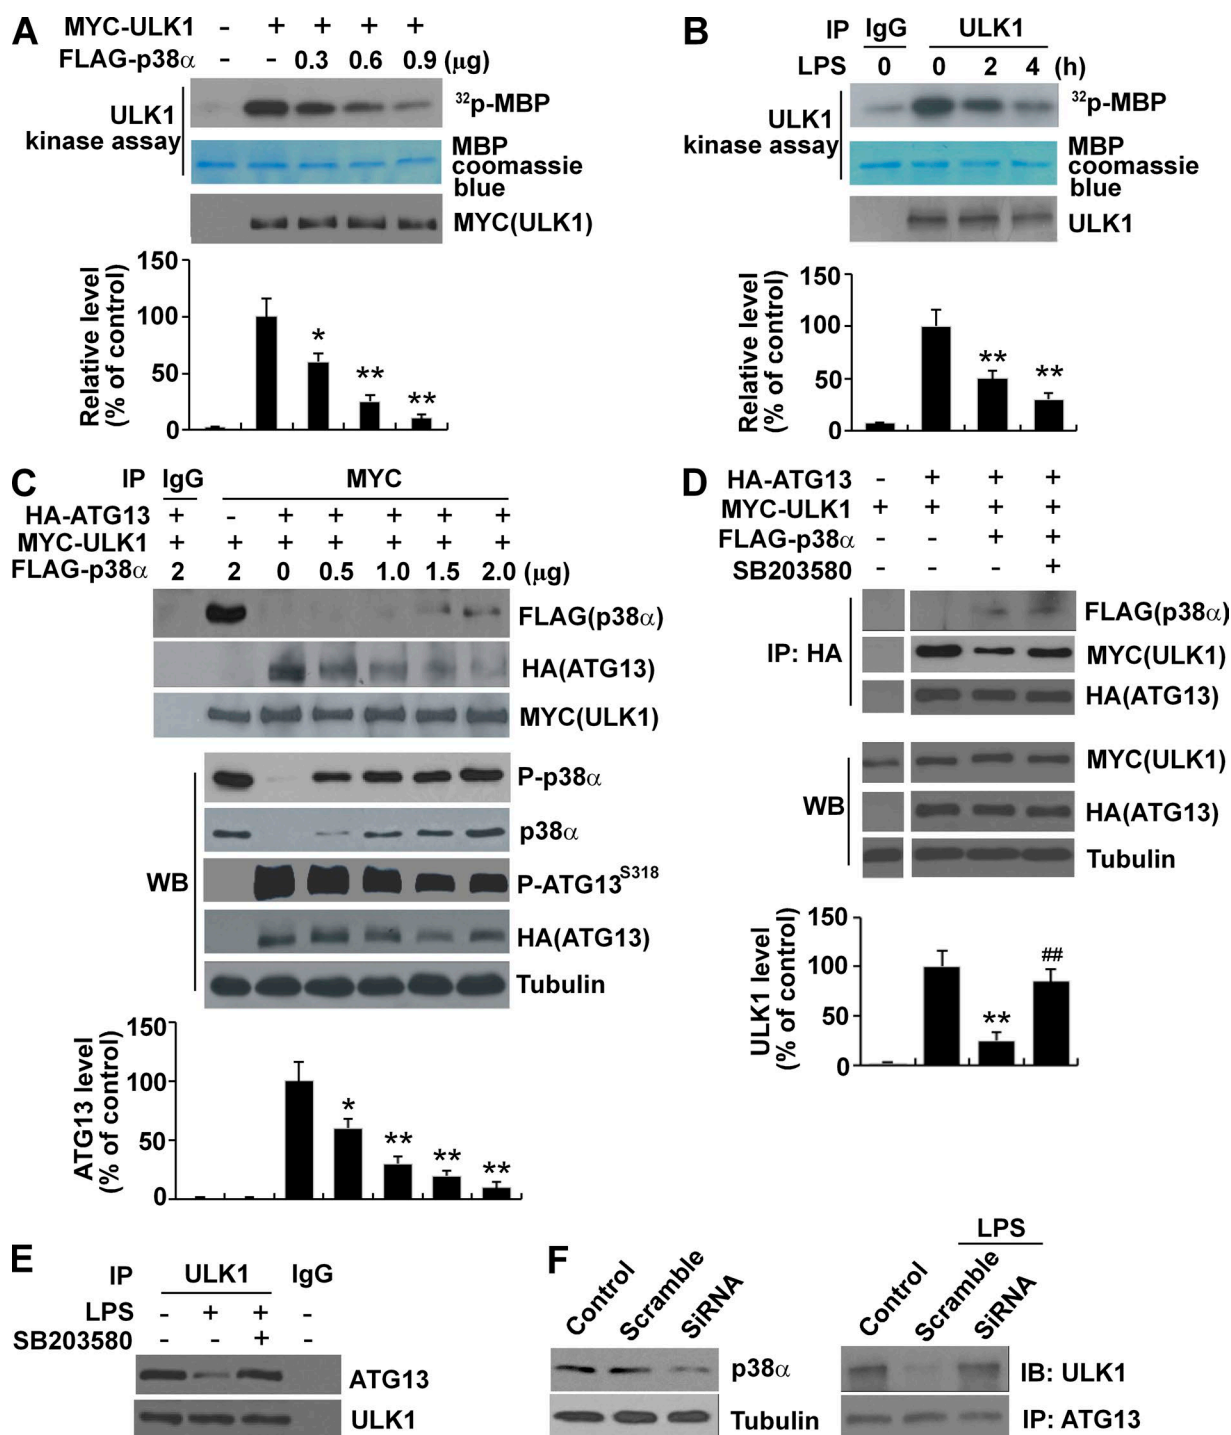 A
MYC-ULK1 - + + + +
FLAG-p38α - - 0.3 0.6 0.9 (μg)
ULK1
kinase assay
32p-MBP
MBP
coomassie
blue
MYC(ULK1)
Relative level
(% of control)
150
100
50
0
*
**
**
B
IP IgG ULK1
LPS 0 0 2 4 (h)
ULK1
kinase assay
32p-MBP
MBP
coomassie
blue
ULK1
Relative level
(% of control)
150
100
50
0
**
**
C
IP IgG MYC
HA-ATG13 + - + + + + +
MYC-ULK1 + + + + + + +
FLAG-p38α 2 2 0 0.5 1.0 1.5 2.0 (μg)
FLAG(p38α)
HA(ATG13)
MYC(ULK1)
WB
P-p38α
p38α
P-ATG13S318
HA(ATG13)
Tubulin
ATG13 level
(% of control)
150
100
50
0
*
**
**
**
D
HA-ATG13 - + + +
MYC-ULK1 + + + +
FLAG-p38α - - + +
SB203580 - - - +
IP: HA
FLAG(p38α)
MYC(ULK1)
HA(ATG13)
WB
MYC(ULK1)
HA(ATG13)
Tubulin
ULK1 level
(% of control)
150
100
50
0
**
##
E
IP ULK1 IgG
LPS - + + -
SB203580 - - + -
ATG13
ULK1
F
Control
Scramble
SiRNA
p38α
Tubulin
LPS
Control
Scramble
SiRNA
IB: ULK1
IP: ATG13